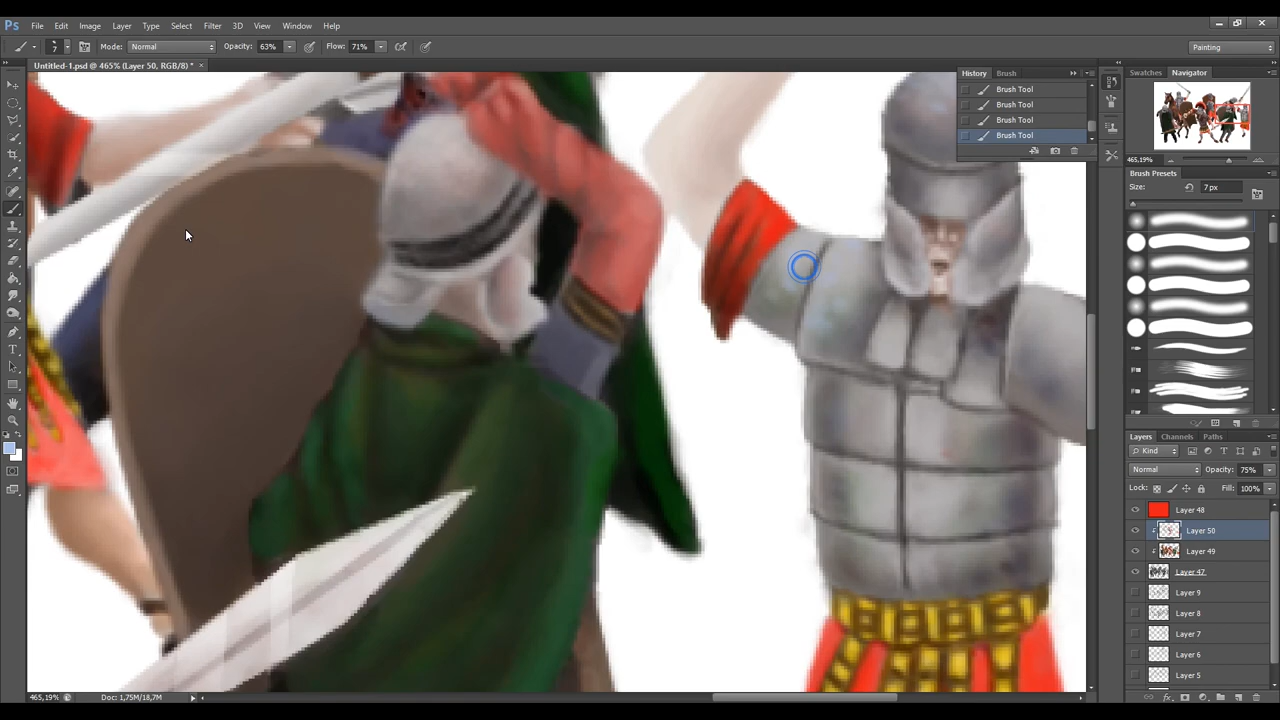 Ps File Edit Image Layer Type Select Filter 3D View Window Help
7 Mode: Normal Opacity: 63% Flow: 71% Painting
Untitled-1.psd @ 465% (Layer 50, RGB/8) * ×
History Brush
Brush Tool
Brush Tool
Brush Tool
Brush Tool
Swatches Navigator
465,19%
Brush Presets
Size: 7 px
Layers Channels Paths
Kind
Normal Opacity: 75%
Lock: Fill: 100%
Layer 48
Layer 50
Layer 49
Layer 47
Layer 9
Layer 8
Layer 7
Layer 6
Layer 5
465,19% Doc: 1,75M/18,7M